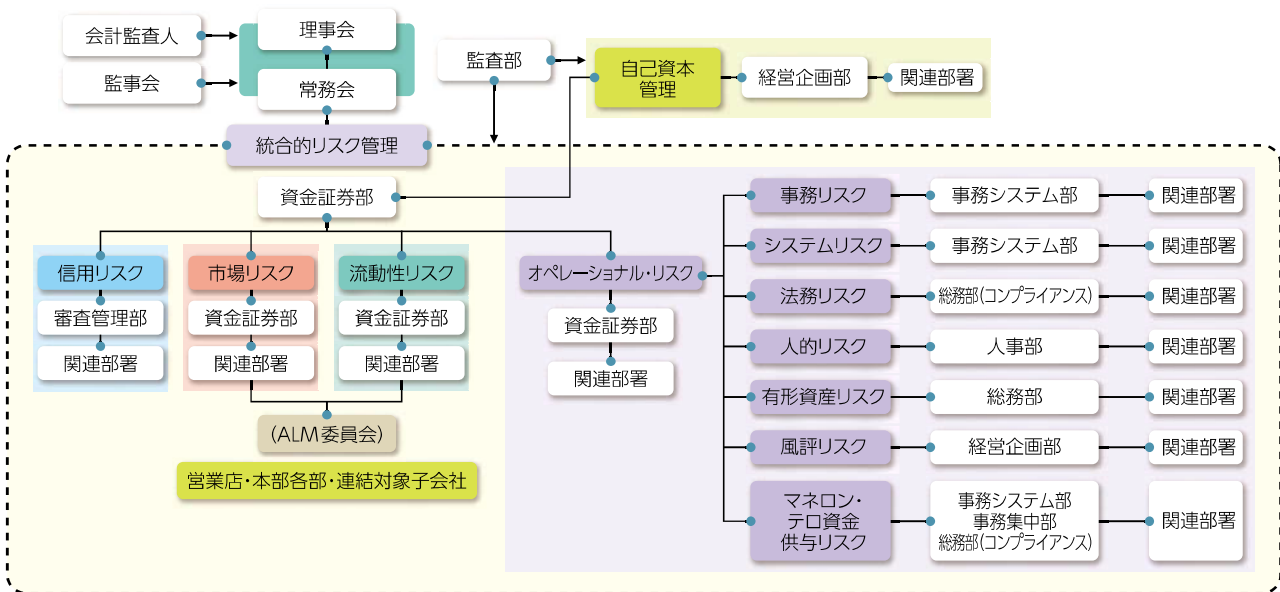 会計監査人
監事会
理事会
常務会
監査部
自己資本
管理
経営企画部
関連部署
統合的リスク管理
資金証券部
信用リスク
審査管理部
関連部署
市場リスク
資金証券部
関連部署
流動性リスク
資金証券部
関連部署
(ALM委員会)
営業店・本部各部・連結対象子会社
オペレーショナル・リスク
資金証券部
関連部署
事務リスク
事務システム部
関連部署
システムリスク
事務システム部
関連部署
法務リスク
総務部(コンプライアンス)
関連部署
人的リスク
人事部
関連部署
有形資産リスク
総務部
関連部署
風評リスク
経営企画部
関連部署
マネロン・
テロ資金
供与リスク
事務システム部
事務集中部
総務部(コンプライアンス)
関連部署